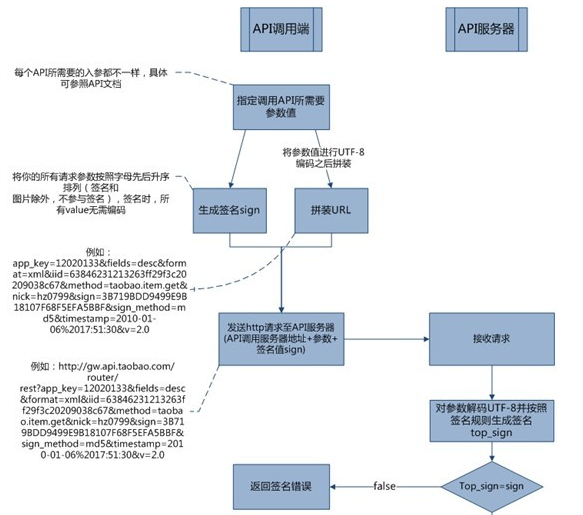 API调用端
API服务器
每个API所需要的入参都不一样，具体
可参照API文档
指定调用API所需要
参数值
将参数值进行UTF-8
编码之后拼装
将你的所有请求参数按照字母先后升序
排列（签名和
图片除外，不参与签名），签名时，所
有value无需编码
生成签名sign
拼装URL
例如：
app_key=12020133&fields=desc&form
at=xml&iid=63846231213263ff29f3c20
209038c67&method=taobao.item.get&
nick=hz0799&sign=3B719BDD9499E9B
18107F68F5EFA5BBF&sign_method=m
d5&timestamp=2010-01-
06%2017:51:30&v=2.0
发送http请求至API服务器
(API调用服务器地址+参数+
签名值sign)
接收请求
例如：http://gw.api.taobao.com/
router/
rest?app_key=12020133&fields=desc
&format=xml&iid=63846231213263f
f29f3c20209038c67&method=taoba
o.item.get&nick=hz0799&sign=3B71
9BDD9499E9B18107F68F5EFA5BBF&
sign_method=md5&timestamp=201
0-01-06%2017:51:30&v=2.0
对参数解码UTF-8并按照
签名规则生成签名
top_sign
返回签名错误
false
Top_sign=sign